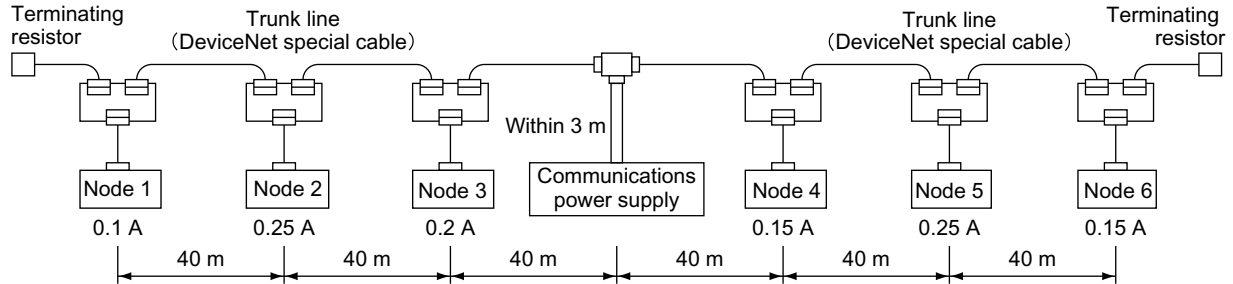 Terminating
resistor
Trunk line
（DeviceNet special cable)
Trunk line
（DeviceNet special cable)
Terminating
resistor
Within 3 m
Node 1
Node 2
Node 3
Communications
power supply
Node 4
Node 5
Node 6
0.1 A
0.25 A
0.2 A
0.15 A
0.25 A
0.15 A
40 m
40 m
40 m
40 m
40 m
40 m